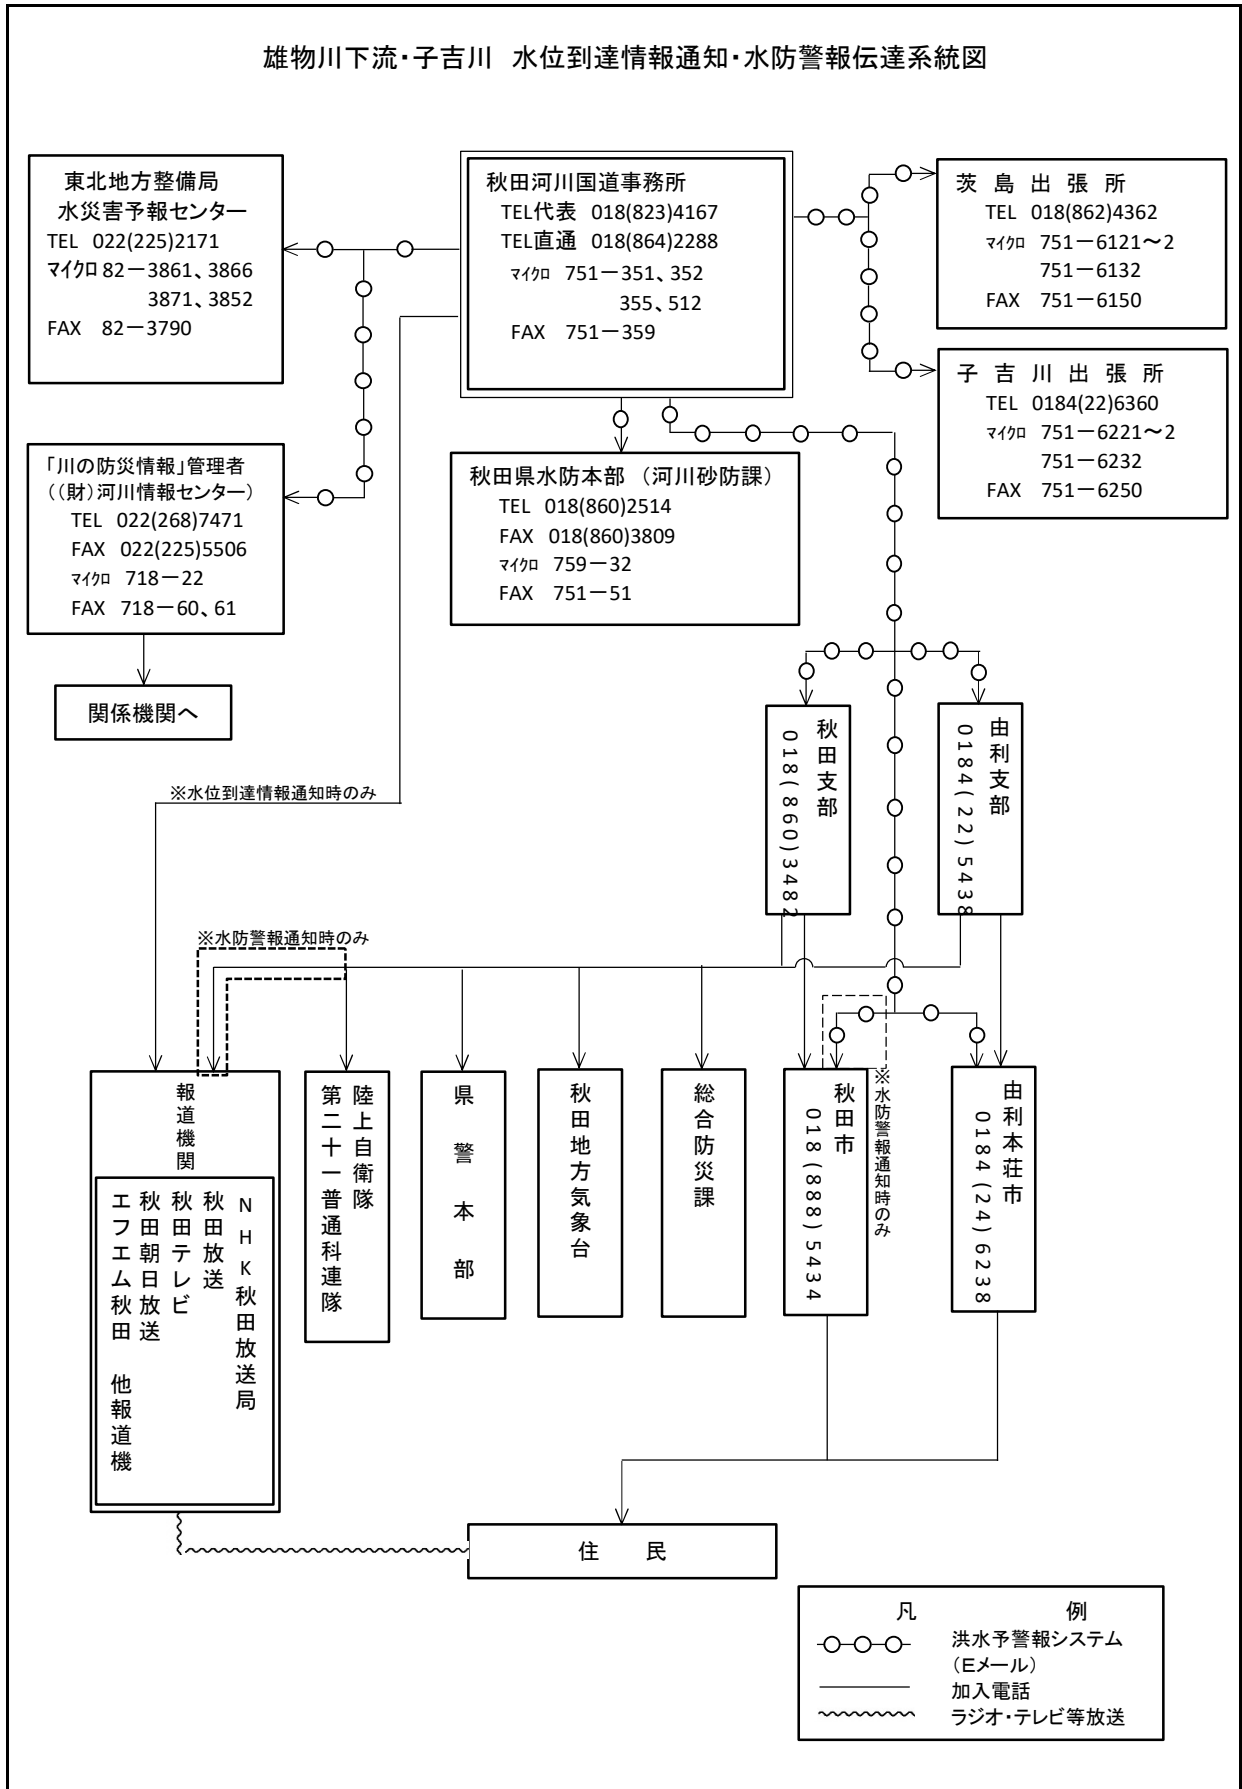 雄物川下流・子吉川　水位到達情報通知・水防警報伝達系統図
東北地方整備局
水災害予報センター
TEL 022(225)2171
マイクロ 82－3861、3866
3871、3852
FAX 82－3790
秋田河川国道事務所
TEL代表 018(823)4167
TEL直通 018(864)2288
マイクロ 751－351、352
355、512
FAX 751－359
茨島出張所
TEL 018(862)4362
マイクロ 751－6121～2
751－6132
FAX 751－6150
子吉川出張所
TEL 0184(22)6360
マイクロ 751－6221～2
751－6232
FAX 751－6250
「川の防災情報」管理者
((財)河川情報センター)
TEL 022(268)7471
FAX 022(225)5506
マイクロ 718－22
FAX 718－60、61
秋田県水防本部 （河川砂防課）
TEL 018(860)2514
FAX 018(860)3809
マイクロ 759－32
FAX 751－51
関係機関へ
秋田支部
018(860)3482
由利支部
0184(22)5438
※水位到達情報通知時のみ
※水防警報通知時のみ
報道機関
NHK秋田放送局
秋田放送
秋田テレビ
秋田朝日放送
エフエム秋田　他報道機
陸上自衛隊
第二十一普通科連隊
県警本部
秋田地方気象台
総合防災課
秋田市
018(888)5434
※水防警報通知時のみ
由利本荘市
0184(24)6238
住　民
凡　例
洪水予警報システム
(Eメール)
加入電話
ラジオ・テレビ等放送